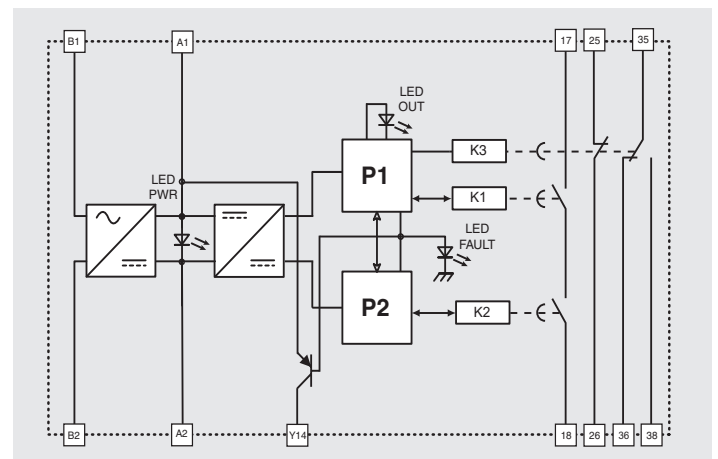 B1 A1 17 25 35
LED
OUT
K3
P1
LED
PWR
K1
LED
FAULT
P2
K2
B2 A2 Y14 18 26 36 38